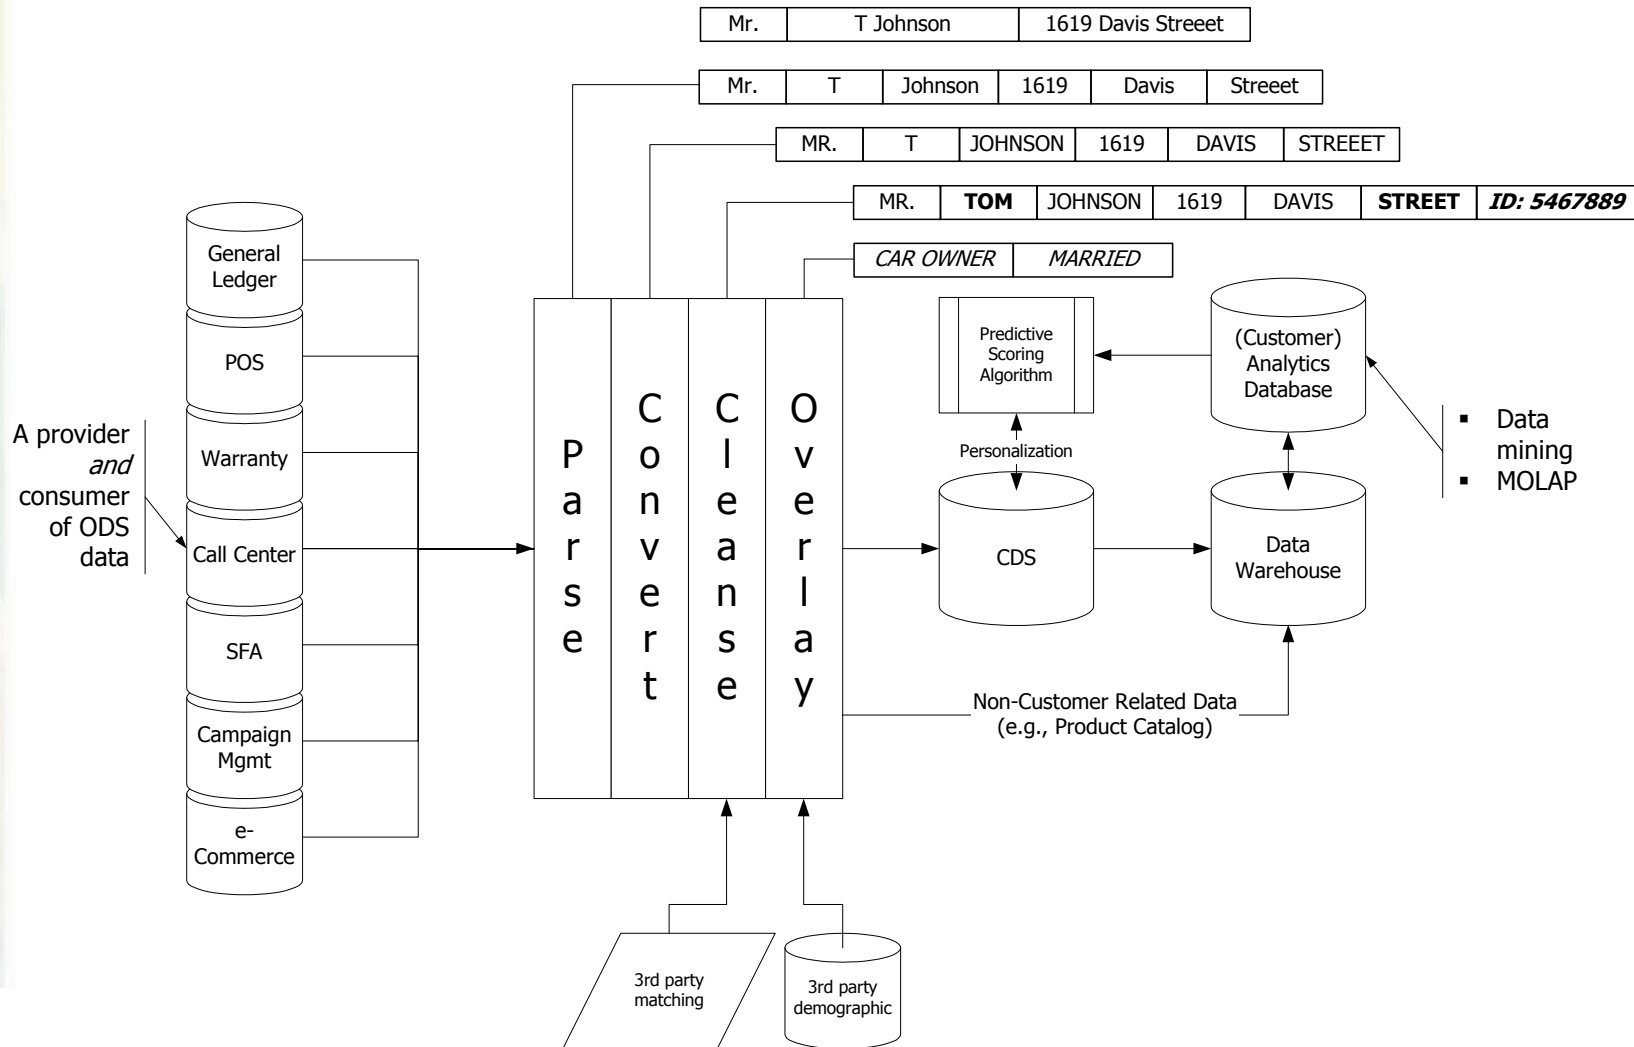 Mr. T Johnson 1619 Davis Streeet
Mr. T Johnson 1619 Davis Streeet
MR. T JOHNSON 1619 DAVIS STREEET
MR. TOM JOHNSON 1619 DAVIS STREET ID: 5467889
CAR OWNER MARRIED
General
Ledger
POS
Warranty
Call Center
SFA
Campaign
Mgmt
e-
Commerce
A provider
and
consumer
of ODS
data
Parse
Convert
Cleanse
Overlay
Predictive
Scoring
Algorithm
Personalization
CDS
(Customer)
Analytics
Database
Data
Warehouse
▪ Data
mining
▪ MOLAP
Non-Customer Related Data
(e.g., Product Catalog)
3rd party
matching
3rd party
demographic